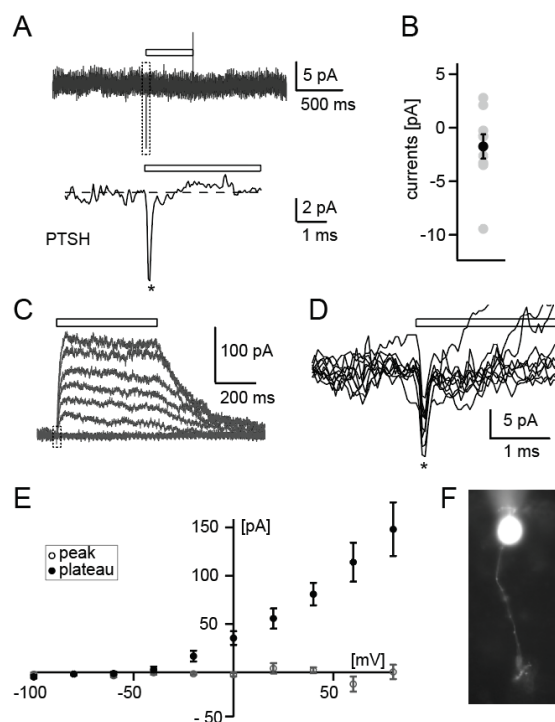 A
5 pA
500 ms
2 pA
1 ms
PTSH
*
B
currents [pA]
5
0
-5
-10
C
100 pA
200 ms
D
5 pA
1 ms
*
E
[pA]
peak
plateau
150
100
50
-50
-100
-50
50
[mV]
F